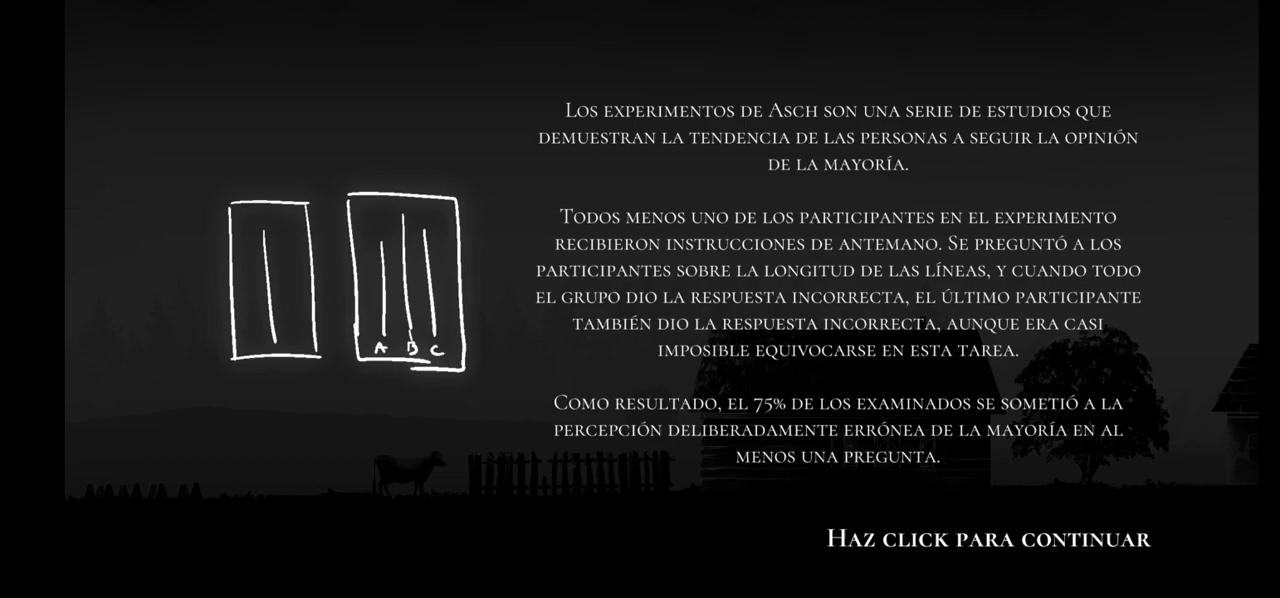 Los experimentos de Asch son una serie de estudios que
demuestran la tendencia de las personas a seguir la opinión
de la mayoría.
Todos menos uno de los participantes en el experimento
recibieron instrucciones de antemano. Se preguntó a los
participantes sobre la longitud de las líneas, y cuando todo
el grupo dio la respuesta incorrecta, el último participante
también dio la respuesta incorrecta, aunque era casi
imposible equivocarse en esta tarea.
Como resultado, el 75% de los examinados se sometió a la
percepción deliberadamente errónea de la mayoría en al
menos una pregunta.
A B C
Haz click para continuar